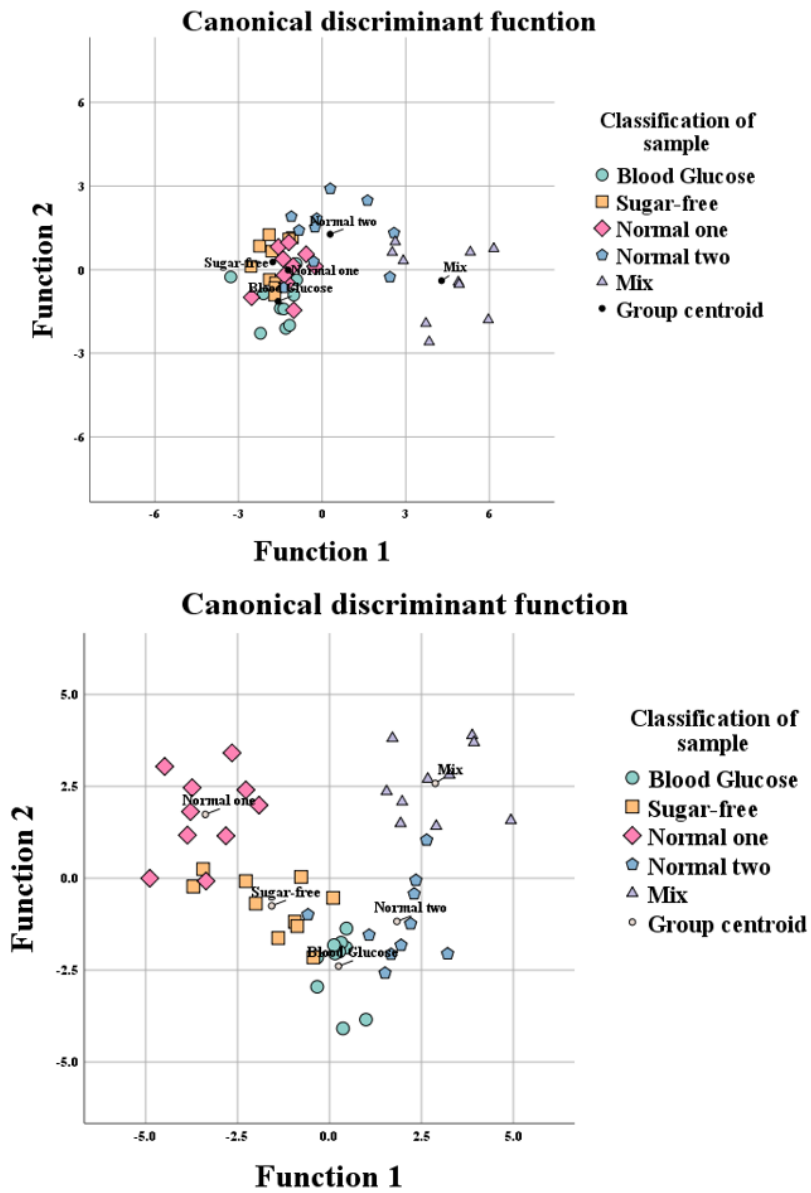 Canonical discriminant fucntion
Function 2
6
3
0
-3
-6
-6
-3
0
3
6
Function 1
Normal two
Sugar-free
Normal one
Blood Glucose
Mix
Classification of
sample
Blood Glucose
Sugar-free
Normal one
Normal two
Mix
Group centroid
Canonical discriminant function
Function 2
5.0
2.5
0.0
-2.5
-5.0
-5.0
-2.5
0.0
2.5
5.0
Function 1
Mix
Normal one
Sugar-free
Normal two
Blood Glucose
Classification of
sample
Blood Glucose
Sugar-free
Normal one
Normal two
Mix
Group centroid